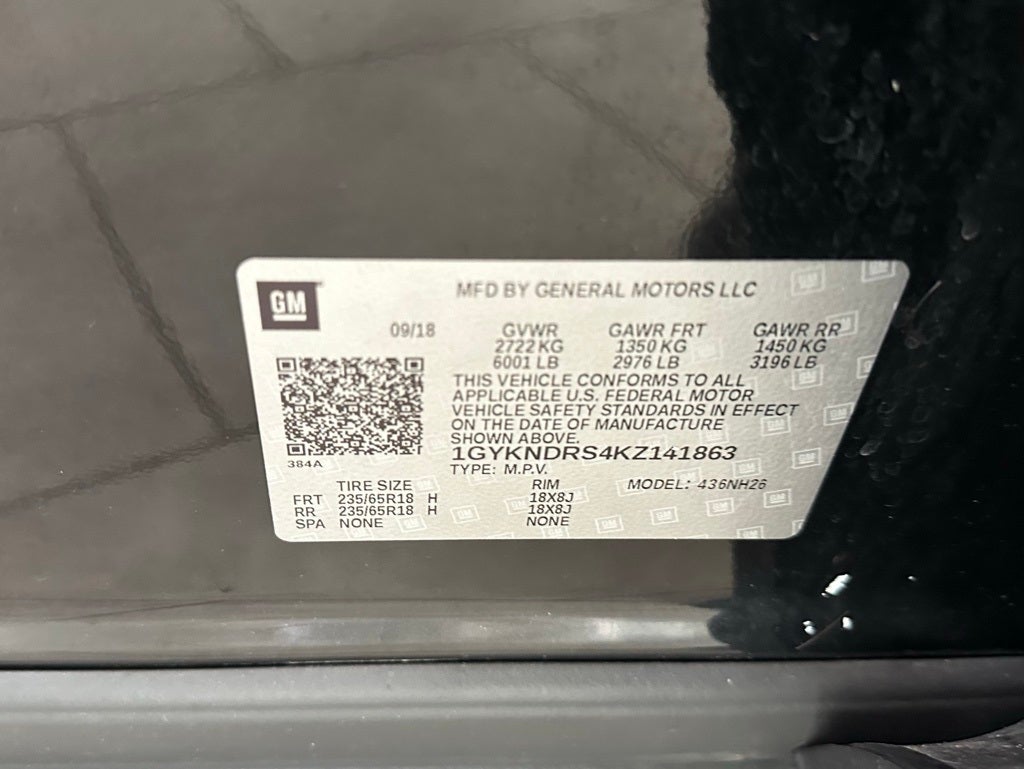 GM
MFD BY GENERAL MOTORS LLC
09/18 GVWR GAWR FRT GAWR RR
2722 KG 1350 KG 1450 KG
6001 LB 2976 LB 3196 LB
THIS VEHICLE CONFORMS TO ALL
APPLICABLE U.S. FEDERAL MOTOR
VEHICLE SAFETY STANDARDS IN EFFECT
ON THE DATE OF MANUFACTURE
SHOWN ABOVE.
384A
1GYKNDRS4KZ141863
TYPE: M.P.V.
TIRE SIZE RIM MODEL: 436NH26
FRT 235/65R18 H 18X8J
RR 235/65R18 H 18X8J
SPA NONE NONE